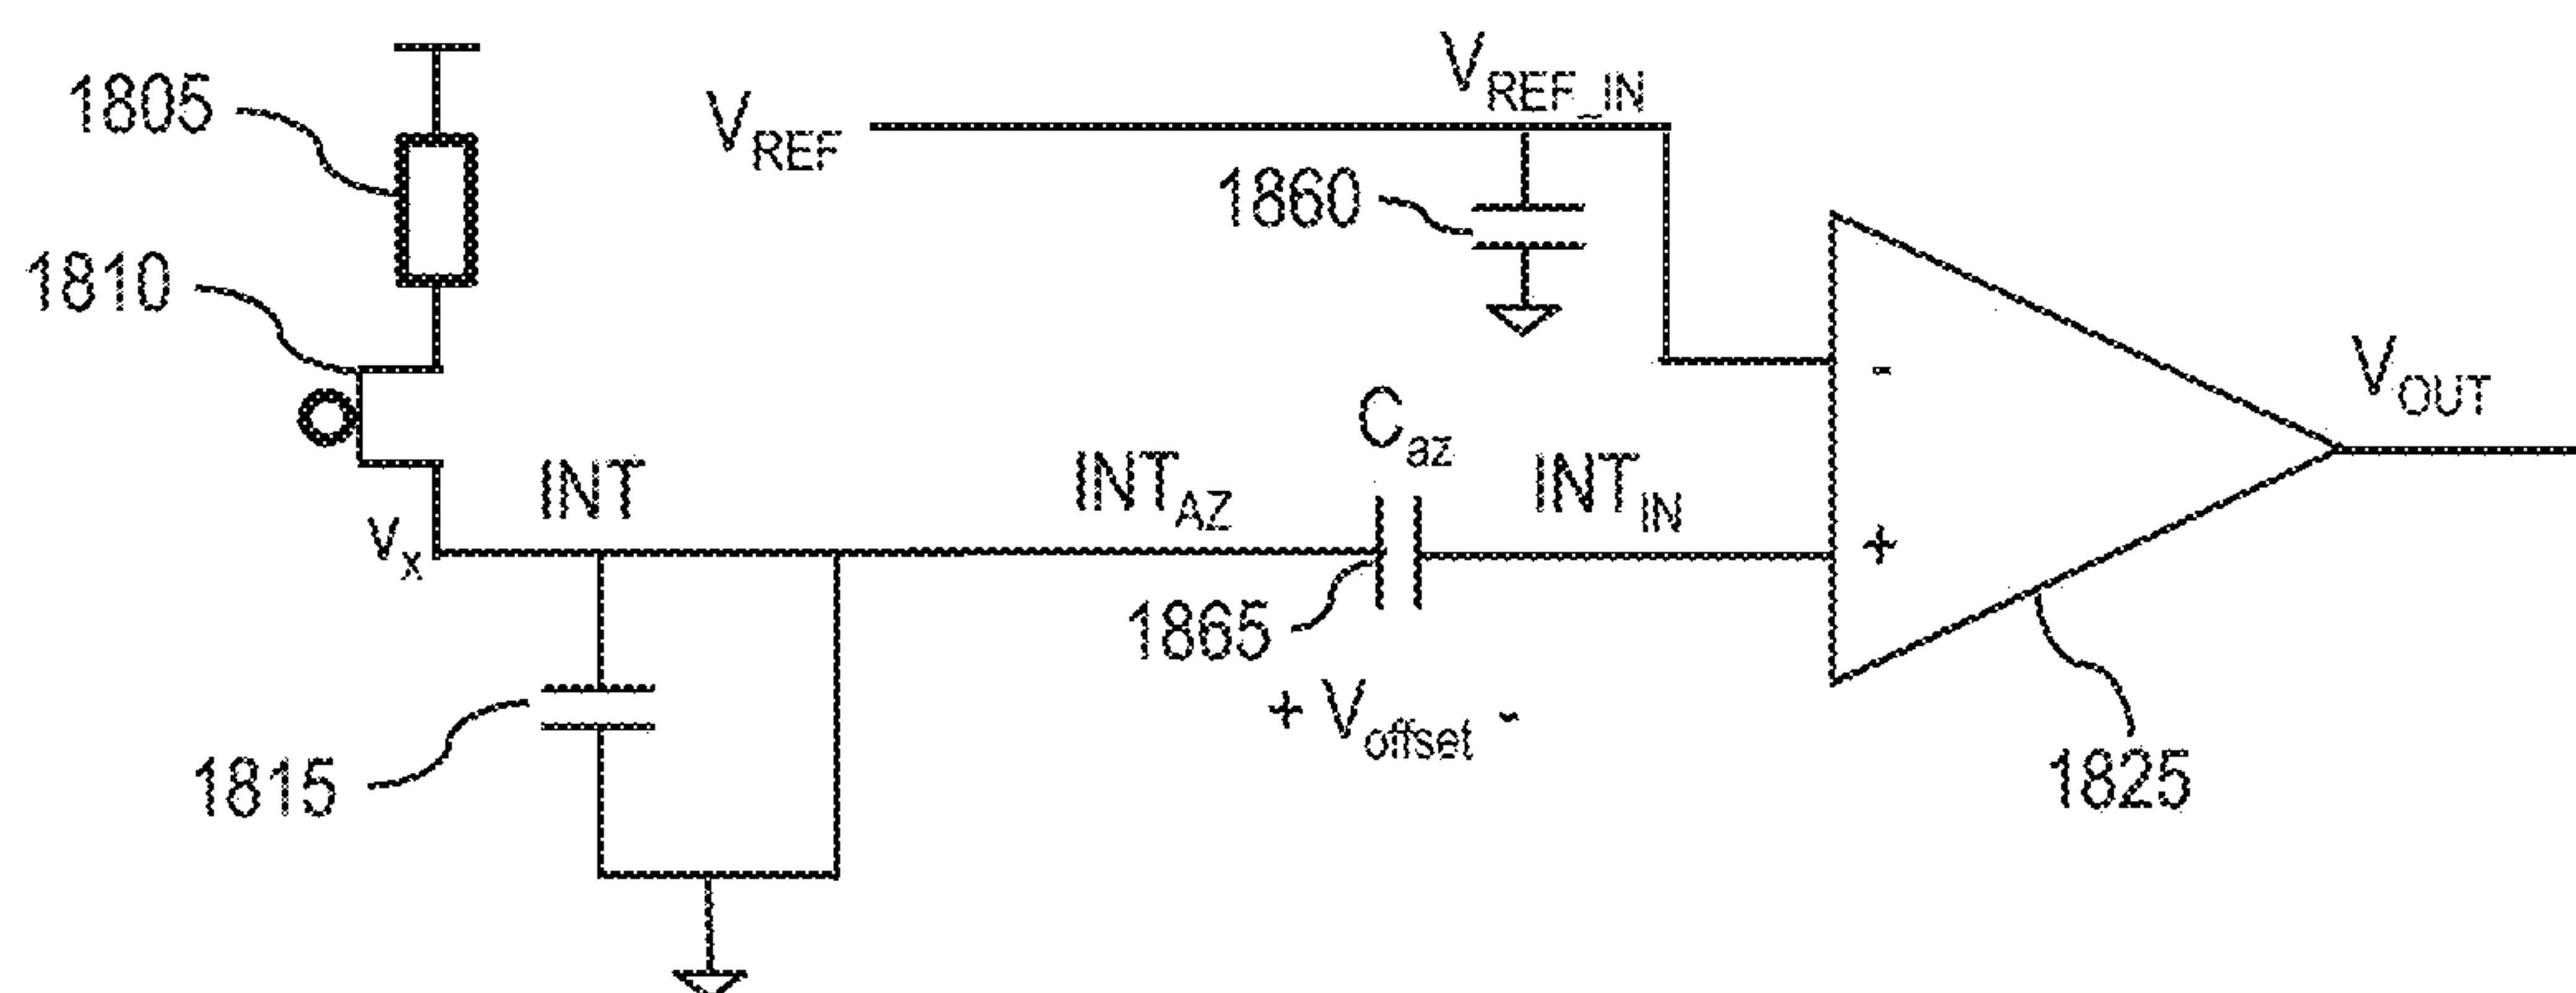 1805
V_REF
V_REF_IN
1860
1810
-
V_OUT
C_az
INT
INT_AZ
INT_IN
v_x
+
1865
+ V_offset -
1815
1825